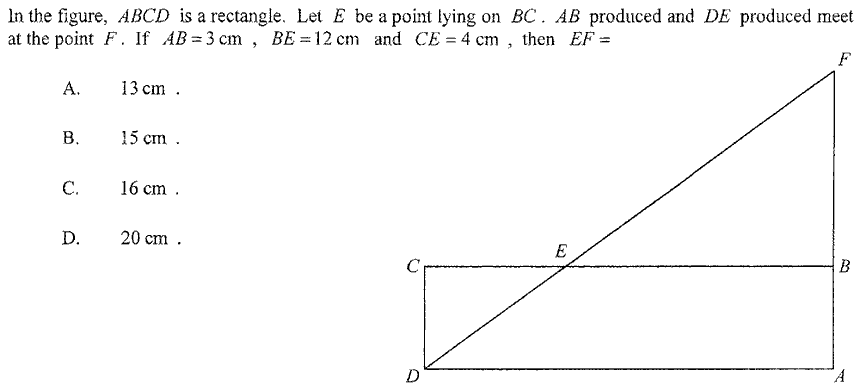 In the figure, ABCD is a rectangle. Let E be a point lying on BC. AB produced and DE produced meet
at the point F. If AB = 3 cm , BE = 12 cm and CE = 4 cm , then EF =
F
A. 13 cm .
B. 15 cm .
C. 16 cm .
D. 20 cm .
E
C
B
D
A